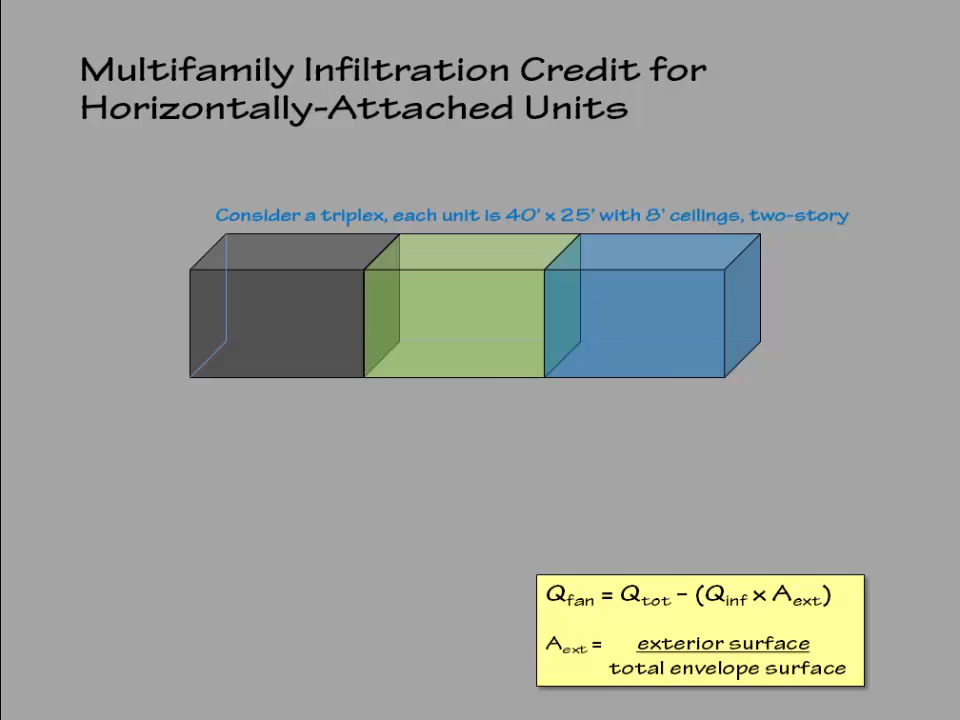 Multifamily Infiltration Credit for
Horizontally-Attached Units
Consider a triplex, each unit is 40' x 25' with 8' ceilings, two-story
Qfan = Qtot - (Qinf x Aext)
Aext = exterior surface
total envelope surface